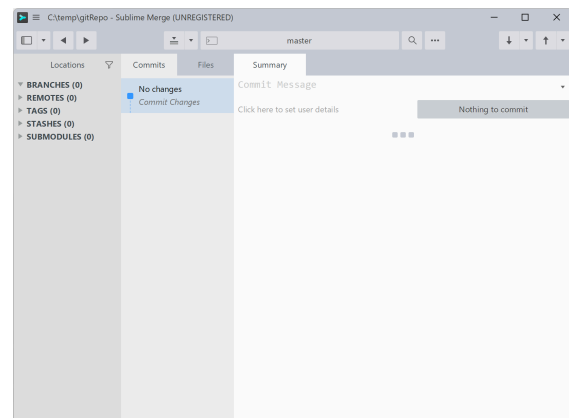 C:\temp\gitRepo - Sublime Merge (UNREGISTERED)
master
Locations
Commits
Files
Summary
BRANCHES (0)
REMOTES (0)
TAGS (0)
STASHES (0)
SUBMODULES (0)
No changes
Commit Changes
Commit Message
Click here to set user details
Nothing to commit